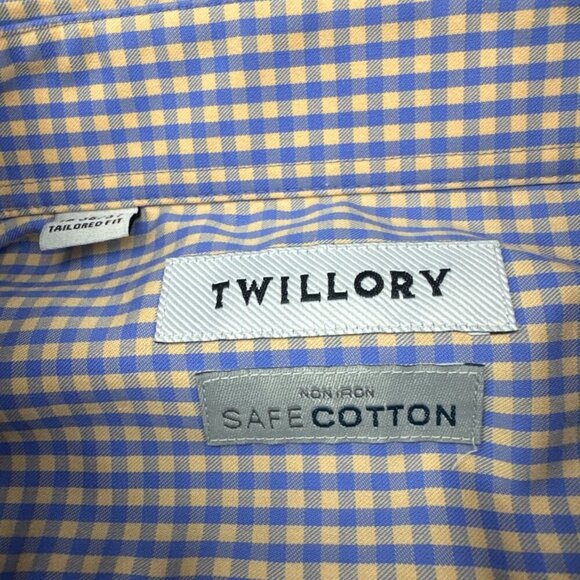 TAILORED FIT
TWILLORY
NON IRON
SAFE COTTON